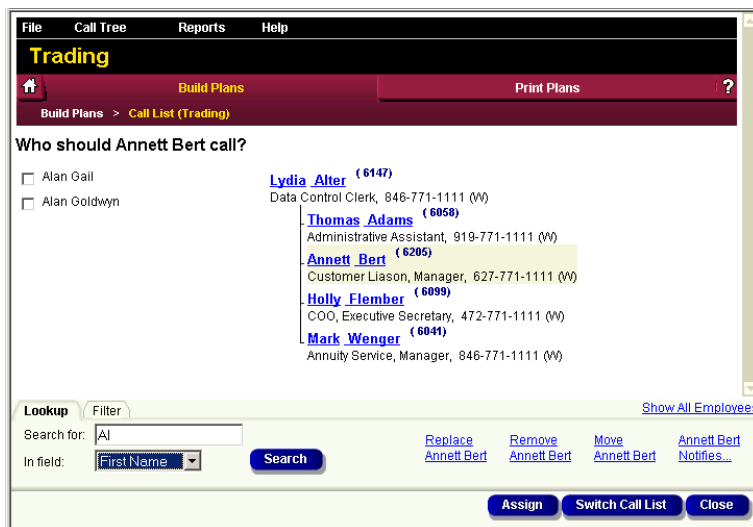 File Call Tree Reports Help
Trading
Build Plans Print Plans ?
Build Plans > Call List (Trading)
Who should Annett Bert call?
Alan Gail
Alan Goldwyn
Lydia Alter (6147)
Data Control Clerk, 846-771-1111 (W)
Thomas Adams (6058)
Administrative Assistant, 919-771-1111 (W)
Annett Bert (6205)
Customer Liason, Manager, 627-771-1111 (W)
Holly Flember (6099)
COO, Executive Secretary, 472-771-1111 (W)
Mark Wenger (6041)
Annuity Service, Manager, 846-771-1111 (W)
Lookup Filter Show All Employee
Search for: Al
In field: First Name Search
Replace Annett Bert
Remove Annett Bert
Move Annett Bert
Annett Bert Notifies...
Assign Switch Call List Close